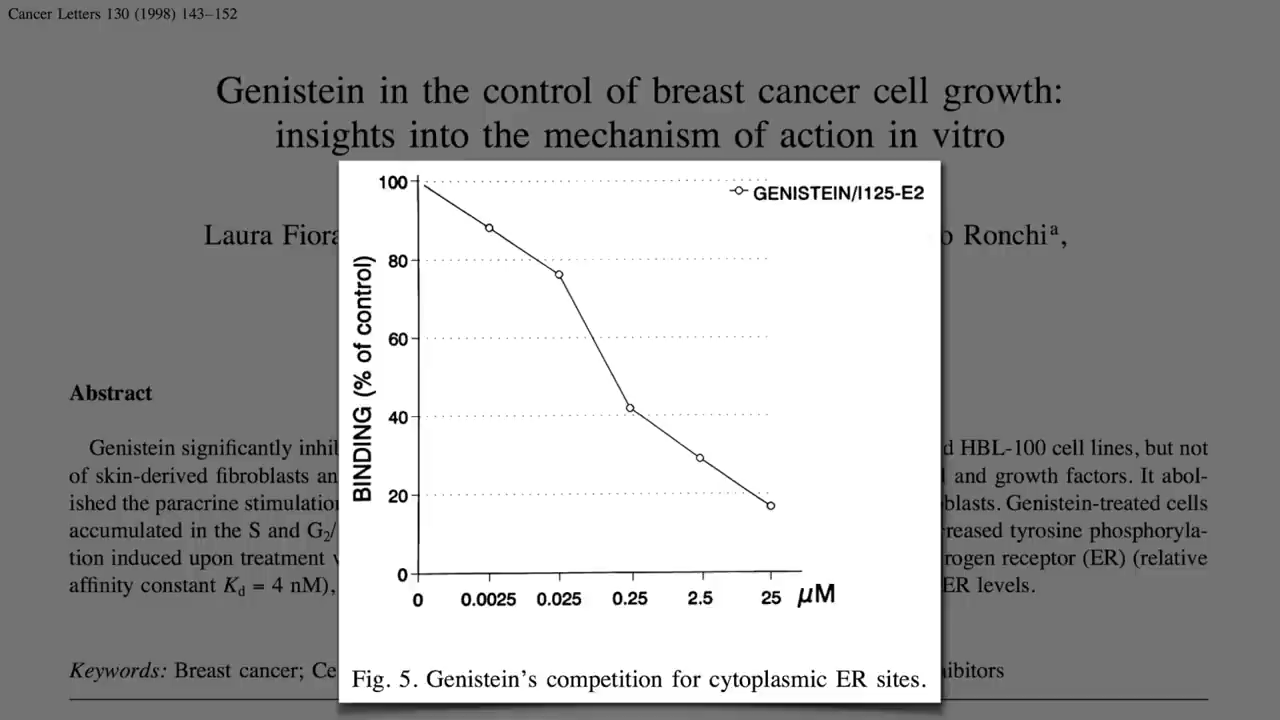 Cancer Letters 130 (1998) 143–152
Genistein in the control of breast cancer cell growth:
insights into the mechanism of action in vitro
Laura Fiora o Ronchiᵃ,
100
GENISTEIN/I125-E2
80
60
40
20
0
BINDING (% of control)
0 0.0025 0.025 0.25 2.5 25 µM
Fig. 5. Genistein's competition for cytoplasmic ER sites.
Abstract
Genistein significantly inhib d HBL-100 cell lines, but not
of skin-derived fibroblasts an l and growth factors. It abol-
ished the paracrine stimulation blasts. Genistein-treated cells
accumulated in the S and G₂/ reased tyrosine phosphoryla-
tion induced upon treatment rogen receptor (ER) (relative
affinity constant K_d = 4 nM), ER levels.
Keywords: Breast cancer; Ce ibitors